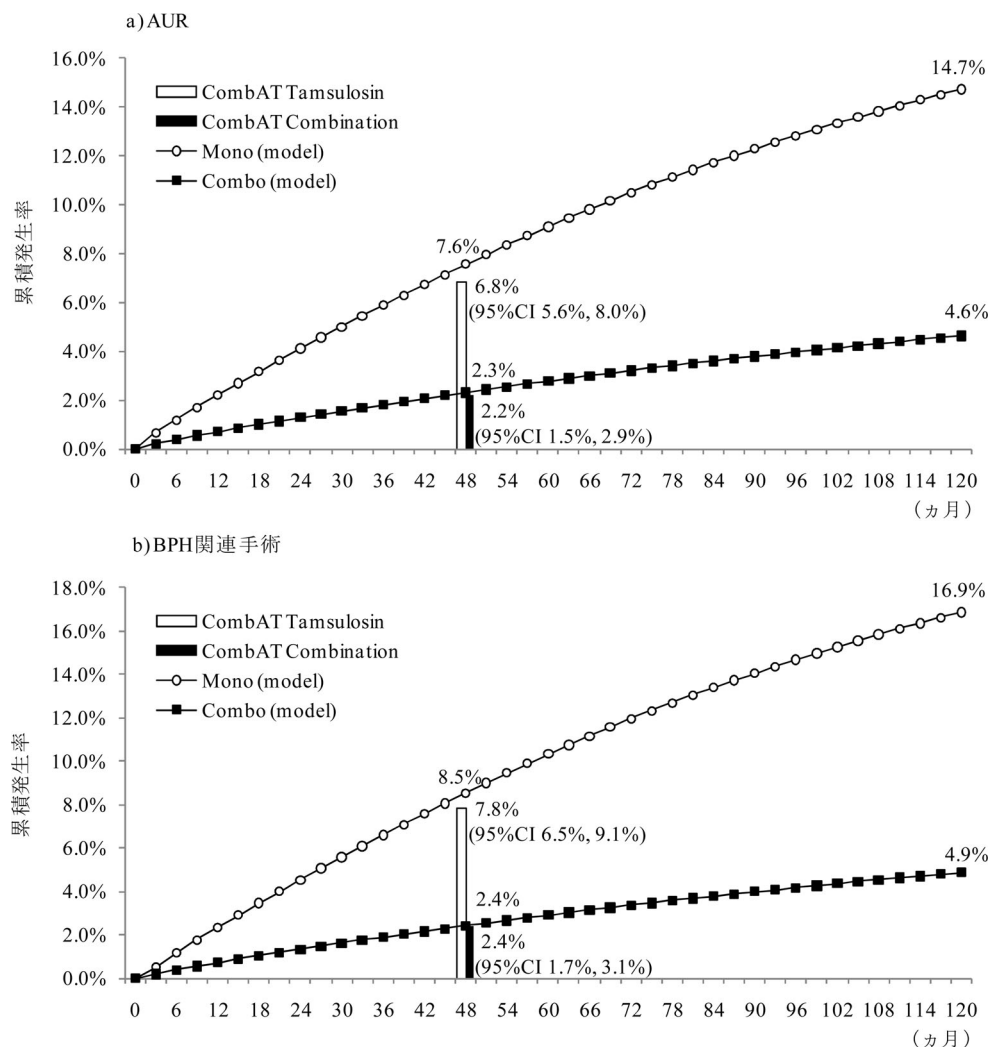 a) AUR
16.0%
14.0%
12.0%
10.0%
8.0%
6.0%
4.0%
2.0%
0.0%
累積発生率
CombAT Tamsulosin
CombAT Combination
Mono (model)
Combo (model)
14.7%
7.6%
6.8%
(95%CI 5.6%, 8.0%)
4.6%
2.3%
2.2%
(95%CI 1.5%, 2.9%)
0 6 12 18 24 30 36 42 48 54 60 66 72 78 84 90 96 102 108 114 120
(ヵ月)
b) BPH関連手術
18.0%
16.0%
14.0%
12.0%
10.0%
8.0%
6.0%
4.0%
2.0%
0.0%
累積発生率
CombAT Tamsulosin
CombAT Combination
Mono (model)
Combo (model)
16.9%
8.5%
7.8%
(95%CI 6.5%, 9.1%)
4.9%
2.4%
2.4%
(95%CI 1.7%, 3.1%)
0 6 12 18 24 30 36 42 48 54 60 66 72 78 84 90 96 102 108 114 120
(ヵ月)